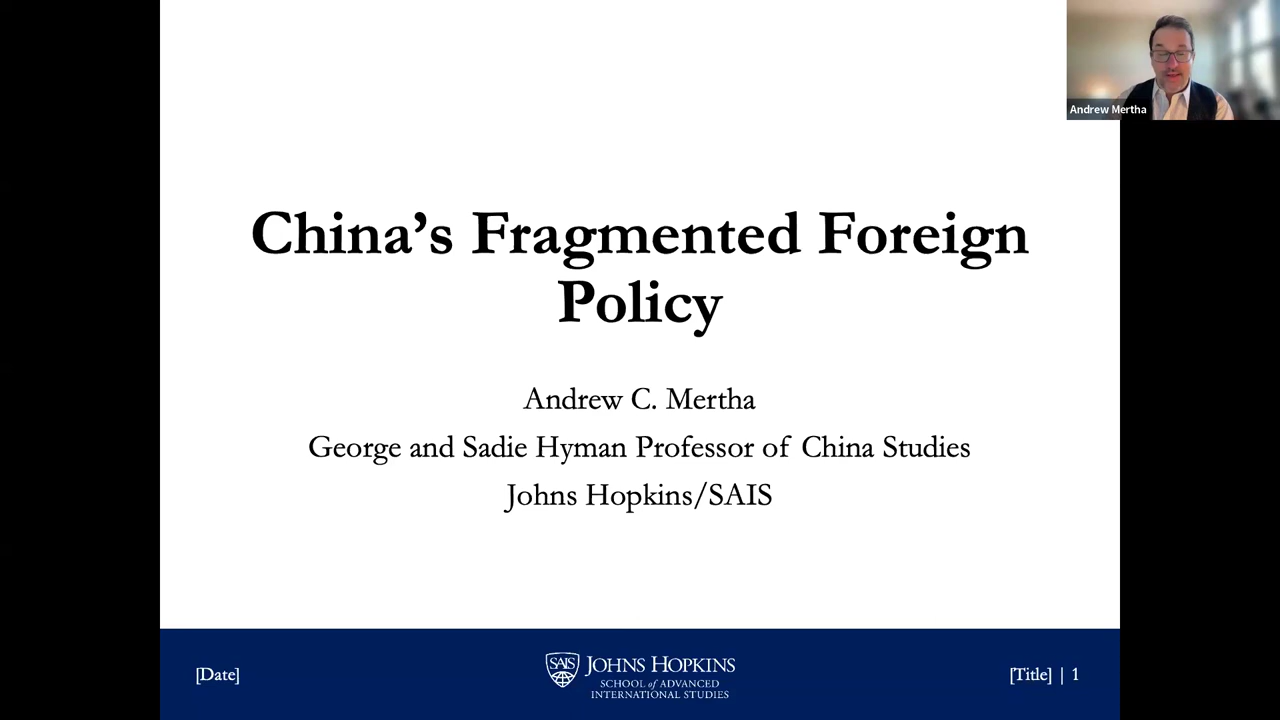 Andrew Mertha
China’s Fragmented Foreign
Policy
Andrew C. Mertha
George and Sadie Hyman Professor of China Studies
Johns Hopkins/SAIS
[Date]
SAIS
JOHNS HOPKINS
SCHOOL of ADVANCED
INTERNATIONAL STUDIES
[Title] | 1